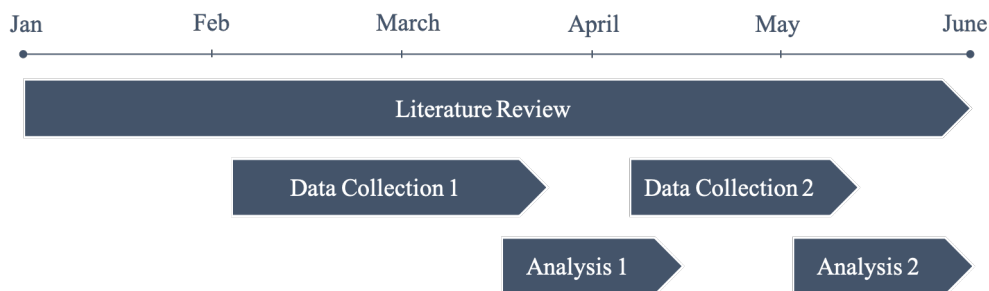 Jan Feb March April May June
Literature Review
Data Collection 1 Data Collection 2
Analysis 1 Analysis 2